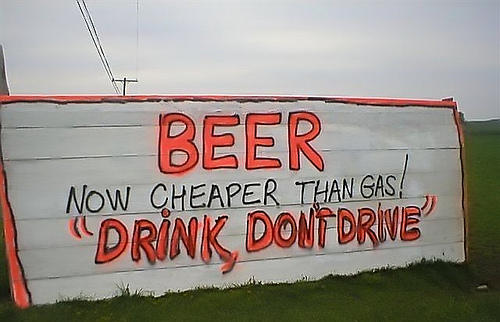 BEER
NOW CHEAPER THAN GAS!
"DRINK, DON'T DRIVE"